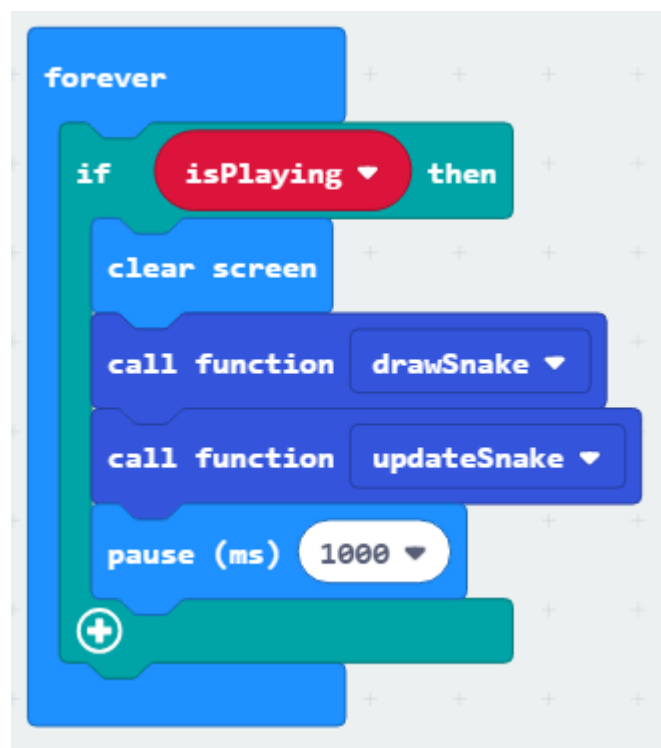 forever
if isPlaying then
clear screen
call function drawSnake
call function updateSnake
pause (ms) 1000